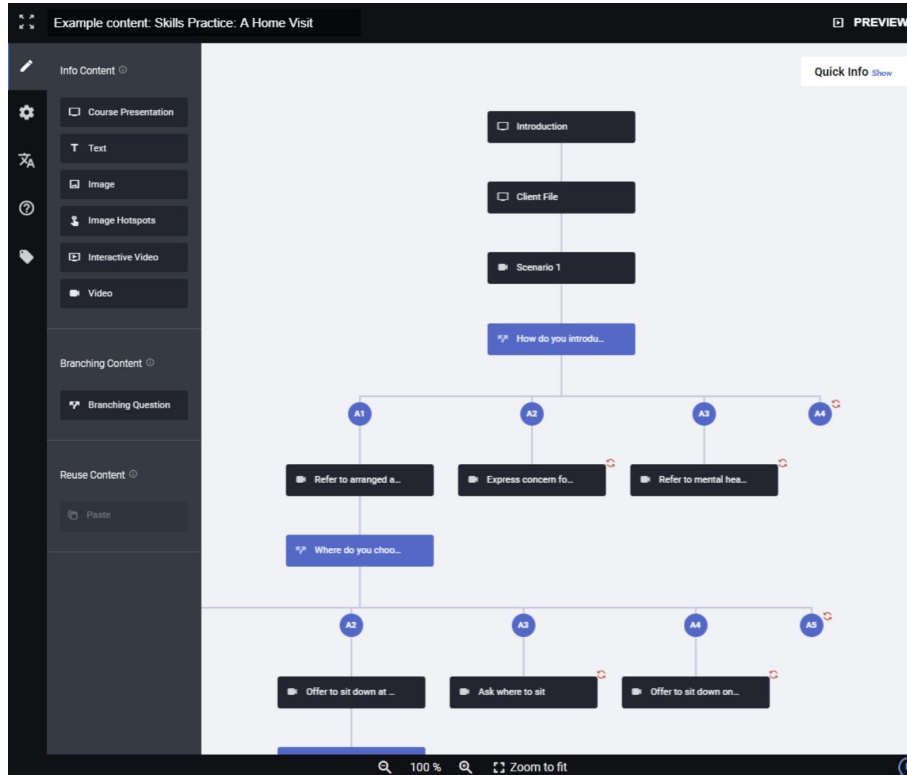 Example content: Skills Practice: A Home Visit
PREVIEW
Info Content
Course Presentation
Text
Image
Image Hotspots
Interactive Video
Video
Branching Content
Branching Question
Reuse Content
Paste
Quick Info Show
Introduction
Client File
Scenario 1
How do you introdu...
A1 A2 A3 A4
Refer to arranged a... Express concern fo... Refer to mental hea...
Where do you choo...
A2 A3 A4 A5
Offer to sit down at ... Ask where to sit Offer to sit down on...
100 % Zoom to fit